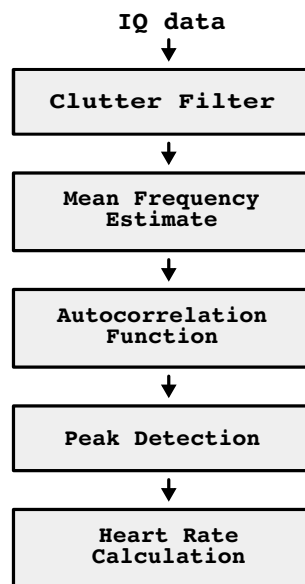 IQ data
Clutter Filter
Mean Frequency
Estimate
Autocorrelation
Function
Peak Detection
Heart Rate
Calculation